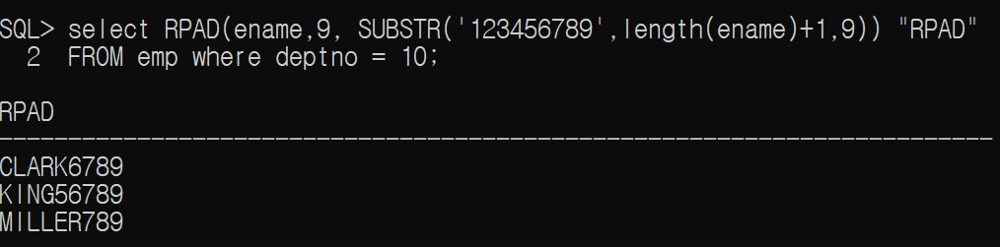 SQL> select RPAD(ename,9, SUBSTR('123456789',length(ename)+1,9)) "RPAD"
  2  FROM emp where deptno = 10;
RPAD
------------------------------------------------------------------------
CLARK6789
KING56789
MILLER789